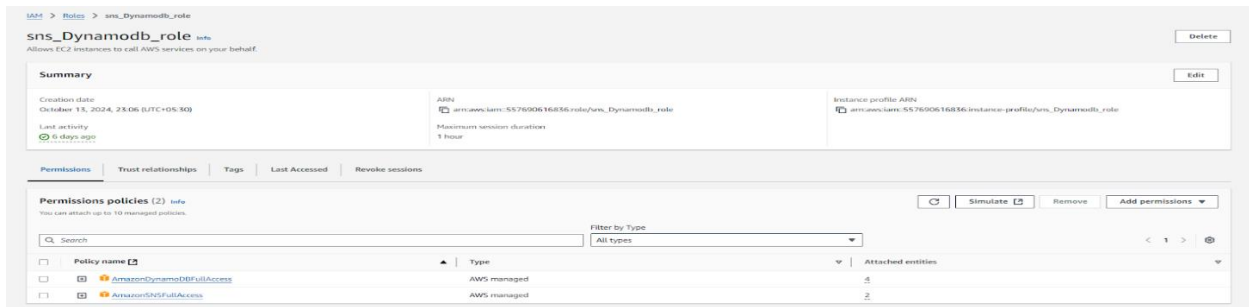 IAM > Roles > sns_Dynamodb_role
sns_Dynamodb_role Info
Delete
Allows EC2 instances to call AWS services on your behalf.
Summary
Edit
Creation date
October 13, 2024, 23:06 (UTC+05:30)
ARN
arn:aws:iam::557690616836:role/sns_Dynamodb_role
Instance profile ARN
arn:aws:iam::557690616836:instance-profile/sns_Dynamodb_role
Last activity
6 days ago
Maximum session duration
1 hour
Permissions Trust relationships Tags Last Accessed Revoke sessions
Permissions policies (2) Info
Simulate Remove Add permissions
You can attach up to 10 managed policies.
Filter by Type
Search All types < 1 >
Policy name Type Attached entities
AmazonDynamoDBFullAccess AWS managed 4
AmazonSNSFullAccess AWS managed 2